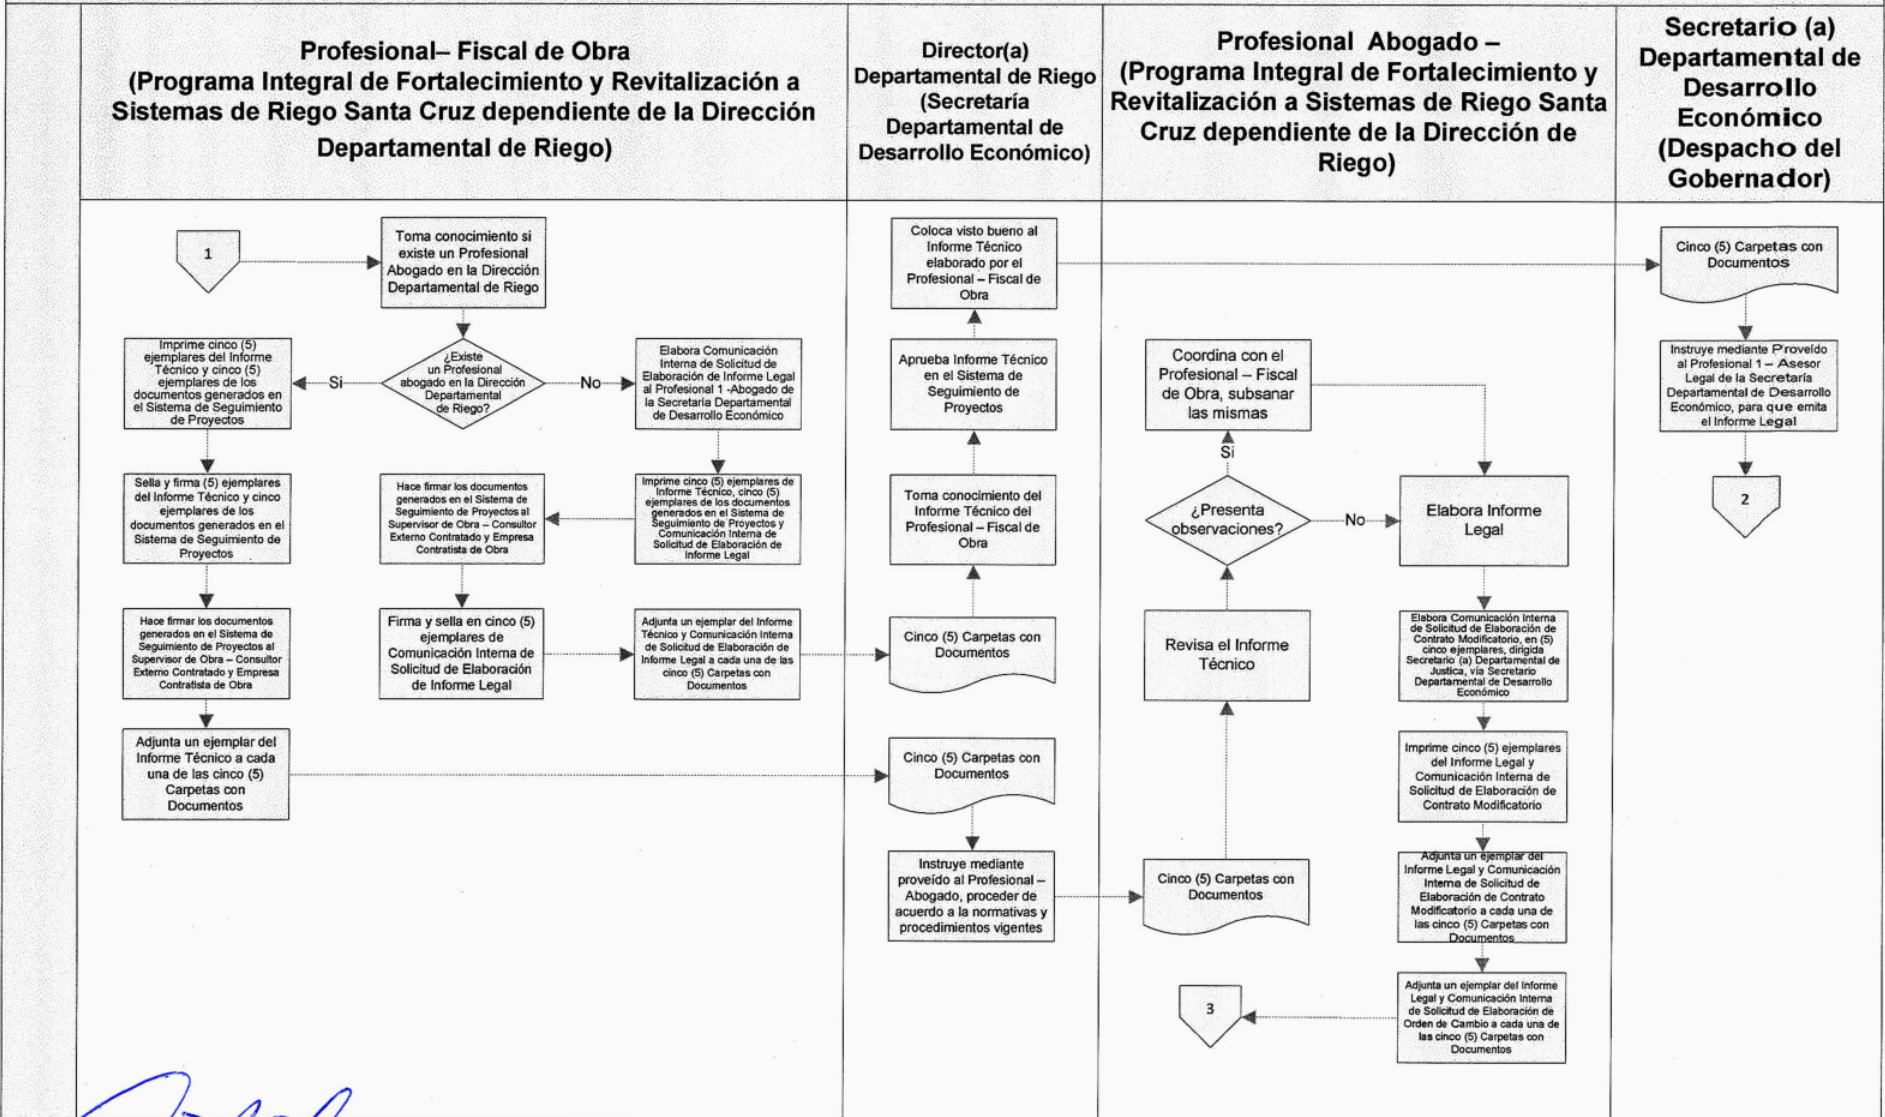 Profesional– Fiscal de Obra
(Programa Integral de Fortalecimiento y Revitalización a
Sistemas de Riego Santa Cruz dependiente de la Dirección
Departamental de Riego)
Director(a)
Departamental de Riego
(Secretaría
Departamental de
Desarrollo Económico)
Profesional Abogado –
(Programa Integral de Fortalecimiento y
Revitalización a Sistemas de Riego Santa
Cruz dependiente de la Dirección de
Riego)
Secretario (a)
Departamental de
Desarrollo
Económico
(Despacho del
Gobernador)
1
Toma conocimiento si
existe un Profesional
Abogado en la Dirección
Departamental de Riego
¿Existe
un Profesional
abogado en la Dirección
Departamental
de Riego?
Si
No
Imprime cinco (5)
ejemplares del Informe
Técnico y cinco (5)
ejemplares de los
documentos generados en
el Sistema de Seguimiento
de Proyectos
Sella y firma (5) ejemplares
del Informe Técnico y cinco
ejemplares de los
documentos generados en el
Sistema de Seguimiento de
Proyectos
Hace firmar los documentos
generados en el Sistema de
Seguimiento de Proyectos al
Supervisor de Obra – Consultor
Externo Contratado y Empresa
Contratista de Obra
Adjunta un ejemplar del
Informe Técnico a cada
una de las cinco (5)
Carpetas con
Documentos
Elabora Comunicación
Interna de Solicitud de
Elaboración de Informe Legal
al Profesional 1 -Abogado de
la Secretaría Departamental
de Desarrollo Económico
Imprime cinco (5) ejemplares de
Informe Técnico, cinco (5)
ejemplares de los documentos
generados en el Sistema de
Seguimiento de Proyectos y
Comunicación Interna de
Solicitud de Elaboración de
Informe Legal
Hace firmar los documentos
generados en el Sistema de
Seguimiento de Proyectos al
Supervisor de Obra – Consultor
Externo Contratado y Empresa
Contratista de Obra
Firma y sella en cinco (5)
ejemplares de
Comunicación Interna de
Solicitud de Elaboración
de Informe Legal
Adjunta un ejemplar del Informe
Técnico y Comunicación Interna
de Solicitud de Elaboración de
Informe Legal a cada una de las
cinco (5) Carpetas con
Documentos
Coloca visto bueno al
Informe Técnico
elaborado por el
Profesional – Fiscal de
Obra
Aprueba Informe Técnico
en el Sistema de
Seguimiento de
Proyectos
Toma conocimiento del
Informe Técnico del
Profesional – Fiscal de
Obra
Cinco (5) Carpetas con
Documentos
Cinco (5) Carpetas con
Documentos
Instruye mediante
proveído al Profesional –
Abogado, proceder de
acuerdo a la normativas y
procedimientos vigentes
Coordina con el
Profesional – Fiscal
de Obra, subsanar
las mismas
Si
¿Presenta
observaciones?
No
Revisa el Informe
Técnico
Cinco (5) Carpetas con
Documentos
Elabora Informe
Legal
Elabora Comunicación Interna
de Solicitud de Elaboración de
Contrato Modificatorio, en (5)
cinco ejemplares, dirigida
Secretario (a) Departamental de
Justica, vía Secretario
Departamental de Desarrollo
Económico
Imprime cinco (5) ejemplares
del Informe Legal y
Comunicación Interna de
Solicitud de Elaboración de
Contrato Modificatorio
Adjunta un ejemplar del
Informe Legal y Comunicación
Interna de Solicitud de
Elaboración de Contrato
Modificatorio a cada una de
las cinco (5) Carpetas con
Documentos
Adjunta un ejemplar del Informe
Legal y Comunicación Interna
de Solicitud de Elaboración de
Orden de Cambio a cada una de
las cinco (5) Carpetas con
Documentos
3
Cinco (5) Carpetas con
Documentos
Instruye mediante Proveído
al Profesional 1 – Asesor
Legal de la Secretaría
Departamental de Desarrollo
Económico, para que emita
el Informe Legal
2